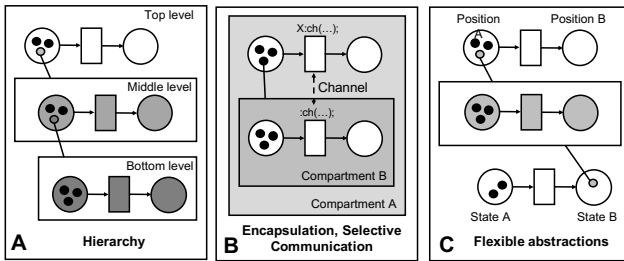 Top level
Middle level
Bottom level
A
Hierarchy
X:ch(…);
Channel
:ch(…);
Compartment B
Compartment A
B
Encapsulation, Selective
Communication
Position
A
Position B
State A
State B
C
Flexible abstractions